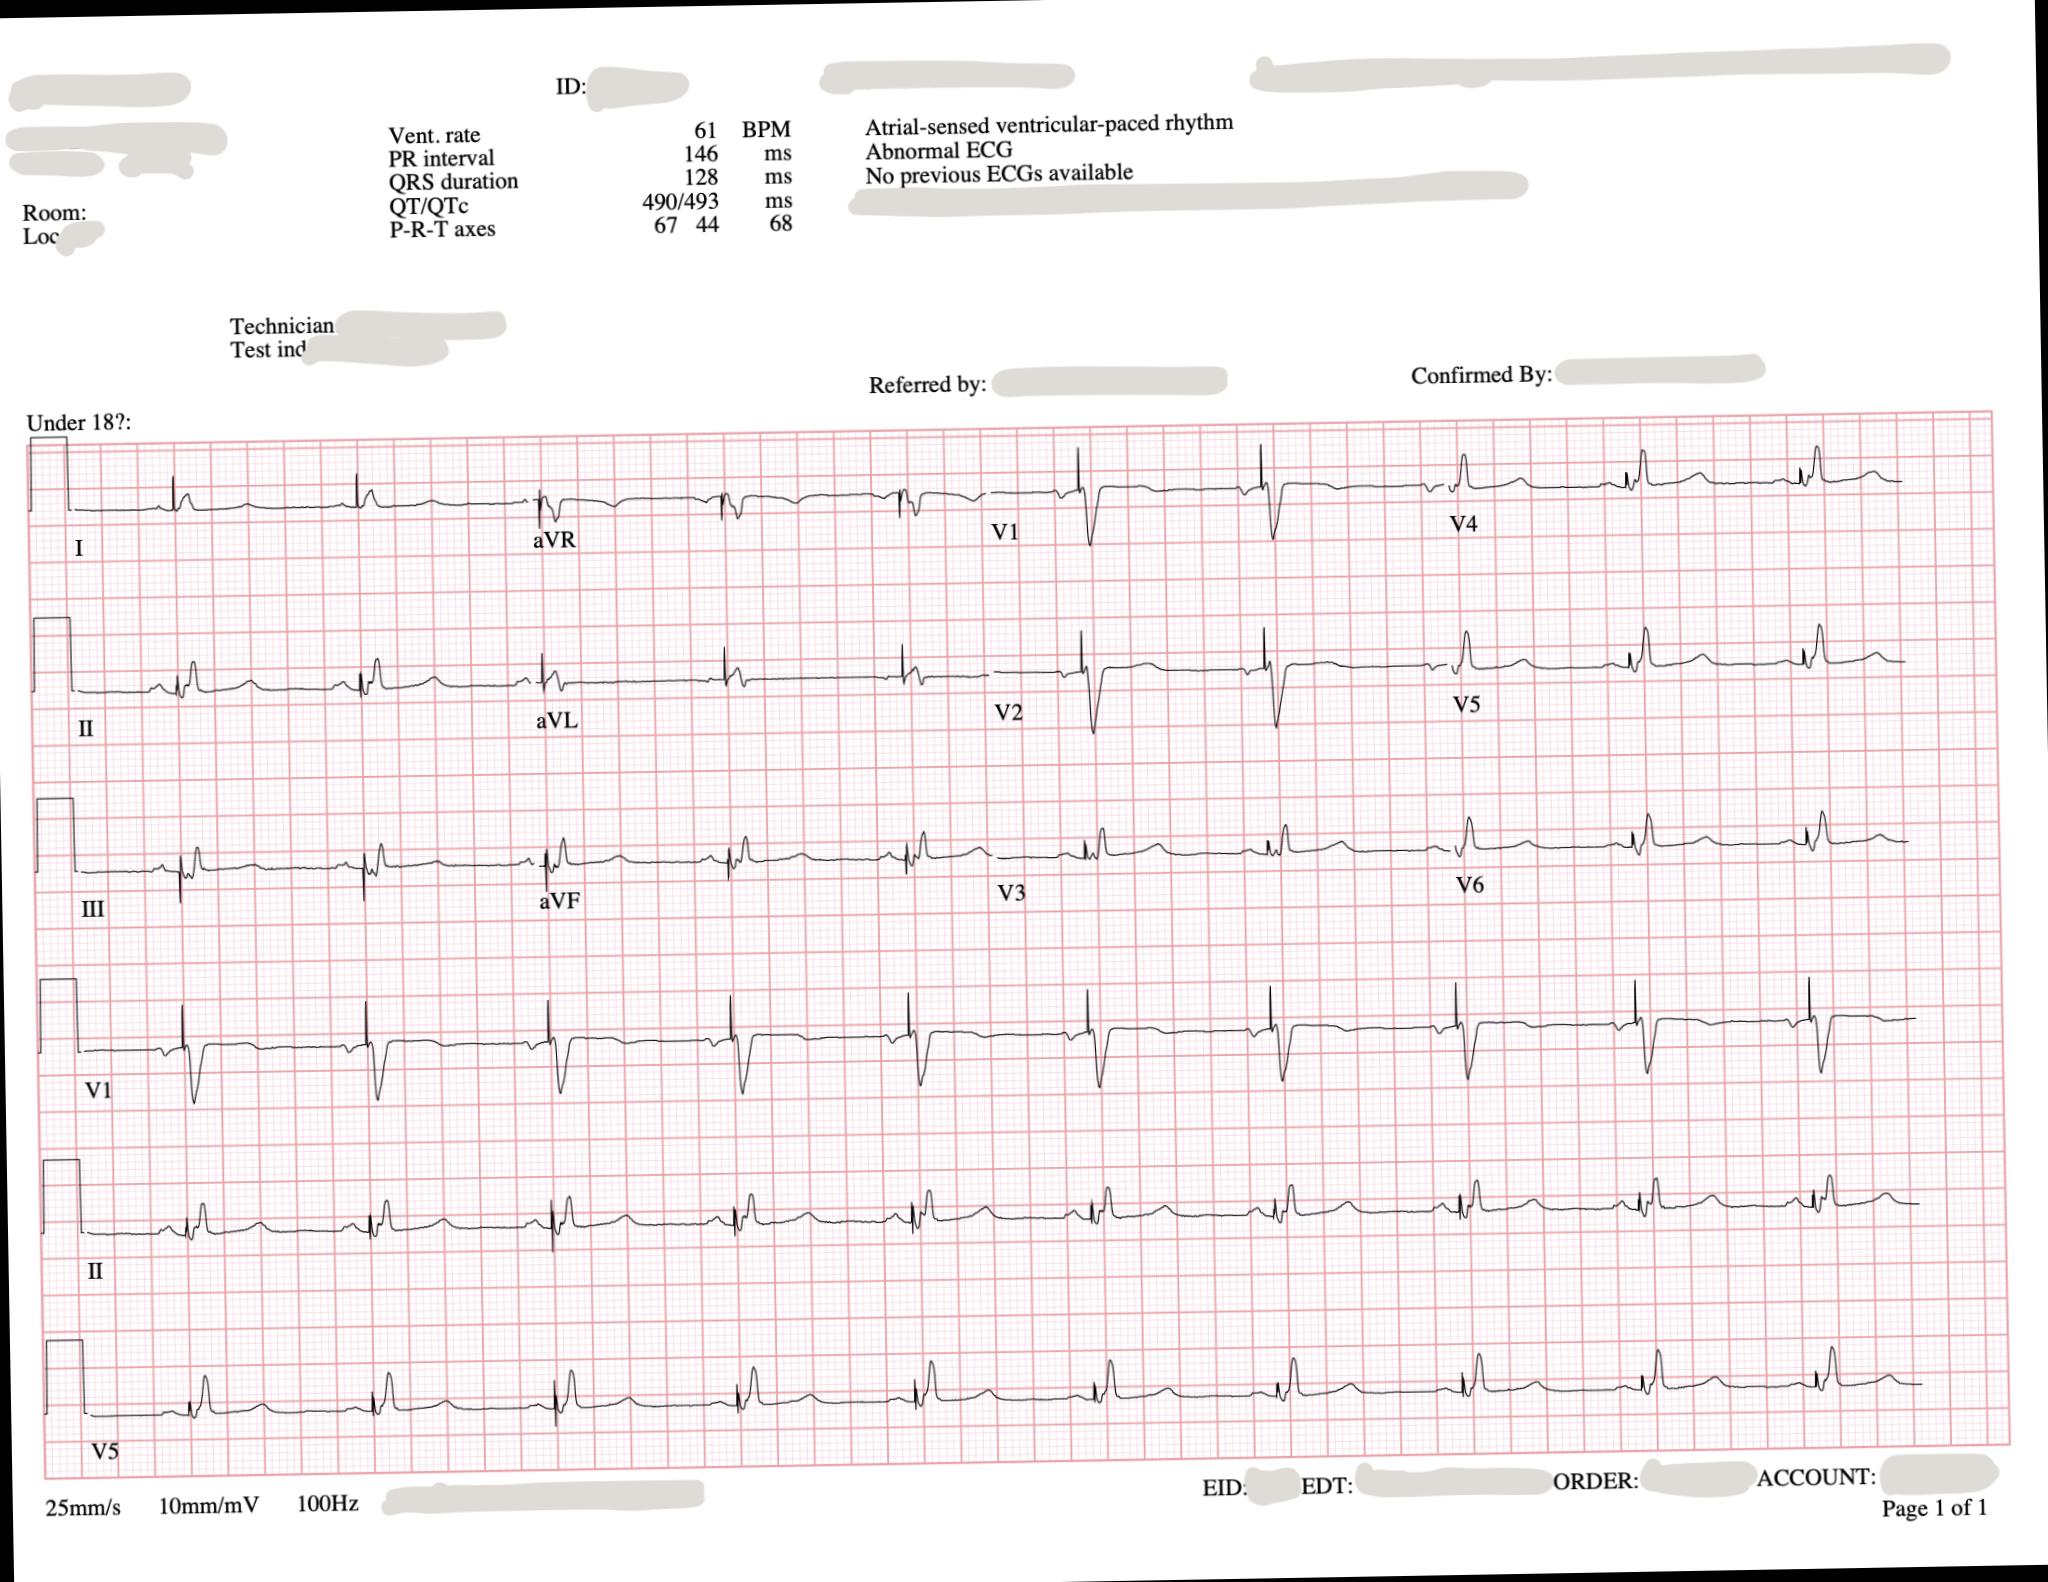 ID:
Vent. rate 61 BPM
PR interval 146 ms
QRS duration 128 ms
QT/QTc 490/493 ms
P-R-T axes 67 44 68
Atrial-sensed ventricular-paced rhythm
Abnormal ECG
No previous ECGs available
Room:
Loc
Technician
Test ind
Referred by:
Confirmed By:
Under 18?:
I aVR V1 V4
II aVL V2 V5
III aVF V3 V6
V1
II
V5
25mm/s 10mm/mV 100Hz
EID: EDT: ORDER: ACCOUNT:
Page 1 of 1